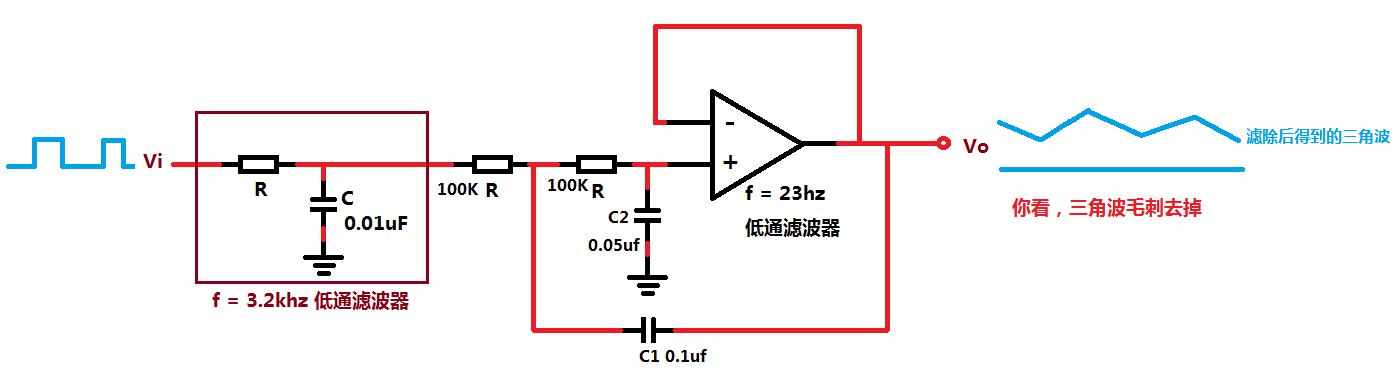 Vi
R
C
0.01uF
f = 3.2khz 低通滤波器
100K R
100K R
C2
0.05uf
-
+
f = 23hz
低通滤波器
C1 0.1uf
Vo
滤除后得到的三角波
你看，三角波毛刺去掉